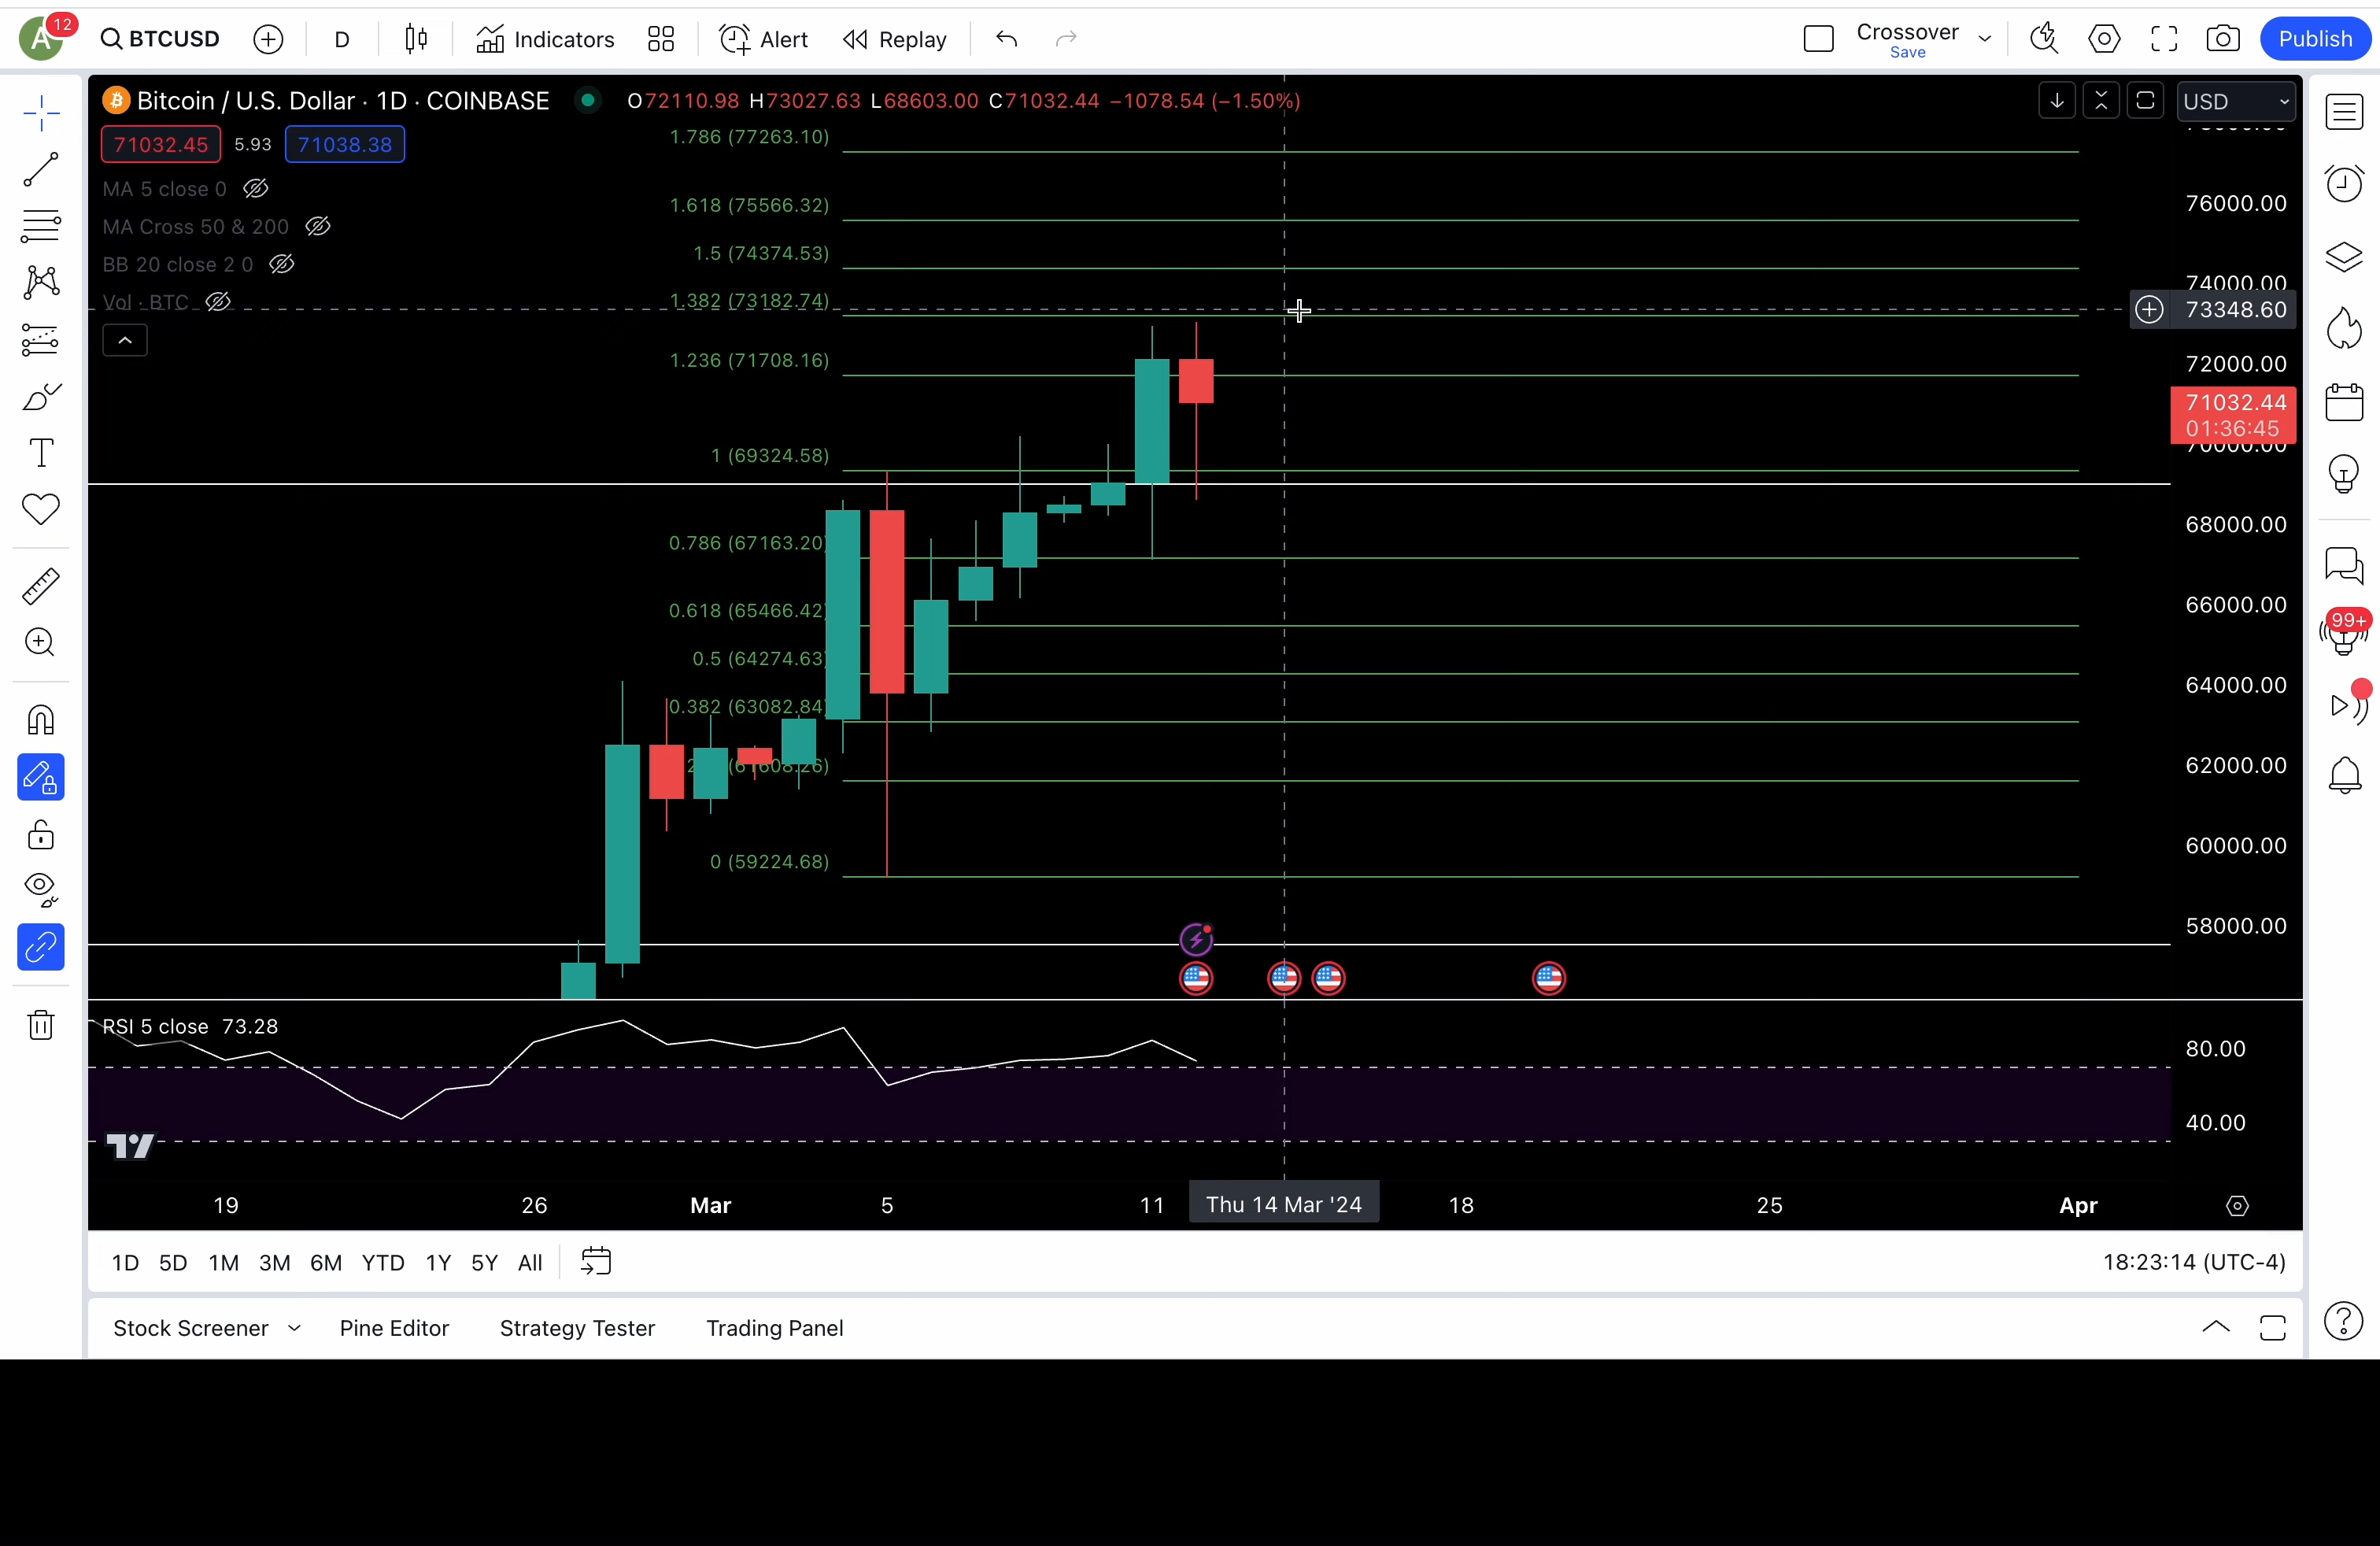 A 12 BTCUSD D Indicators Alert Replay Crossover Save Publish
Bitcoin / U.S. Dollar · 1D · COINBASE O72110.98 H73027.63 L68603.00 C71032.44 −1078.54 (−1.50%) USD
71032.45 5.93 71038.38
MA 5 close 0
MA Cross 50 & 200
BB 20 close 2 0
Vol · BTC
1.786 (77263.10)
1.618 (75566.32)
1.5 (74374.53)
1.382 (73182.74)
1.236 (71708.16)
1 (69324.58)
0.786 (67163.20)
0.618 (65466.42)
0.5 (64274.63)
0.382 (63082.84)
0 (59224.68)
76000.00
74000.00
73348.60
72000.00
71032.44
01:36:45
70000.00
68000.00
66000.00
64000.00
62000.00
60000.00
58000.00
RSI 5 close 73.28
80.00
40.00
19 26 Mar 5 11 Thu 14 Mar '24 18 25 Apr
1D 5D 1M 3M 6M YTD 1Y 5Y All 18:23:14 (UTC-4)
Stock Screener Pine Editor Strategy Tester Trading Panel
99+